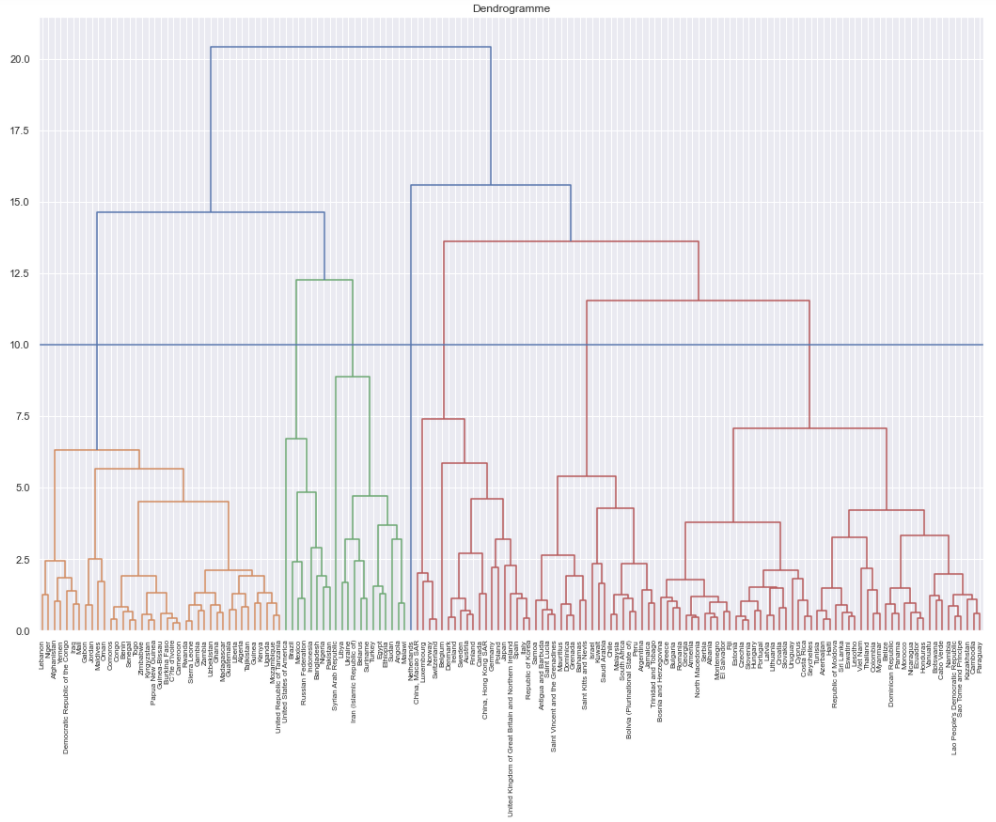 Dendrogramme
20.0
17.5
15.0
12.5
10.0
7.5
5.0
2.5
0.0
Lebanon
Niger
Afghanistan
Yemen
Democratic Republic of the Congo
Iraq
Mali
Gabon
Jordan
Maldives
Oman
Comoros
Congo
Benin
Senegal
Togo
Zimbabwe
Kyrgyzstan
Papua New Guinea
Guinea-Bissau
Burkina Faso
Côte d'Ivoire
Cameroon
Rwanda
Sierra Leone
Gambia
Zambia
Uzbekistan
Ghana
Madagascar
Guatemala
Liberia
Algeria
Tajikistan
Guinea
Kenya
Uganda
Mozambique
United Republic of Tanzania
United States of America
Brazil
Mexico
Russian Federation
Indonesia
Bangladesh
Nigeria
Pakistan
Syrian Arab Republic
Libya
Ukraine
Iran (Islamic Republic of)
Belarus
Suriname
Turkey
Egypt
Ethiopia
Sudan
Angola
Malawi
Netherlands
China, Macao SAR
Luxembourg
Norway
Switzerland
Belgium
Denmark
Ireland
Sweden
Austria
Finland
Canada
China, Hong Kong SAR
Germany
Poland
Japan
United Kingdom of Great Britain and Northern Ireland
Spain
Italy
Republic of Korea
Samoa
Antigua and Barbuda
Saint Lucia
Saint Vincent and the Grenadines
Mauritius
Dominica
Grenada
Bahamas
Saint Kitts and Nevis
Israel
Kuwait
Saudi Arabia
Chile
Malaysia
South Africa
Bolivia (Plurinational State of)
Peru
Argentina
Jamaica
Trinidad and Tobago
Bosnia and Herzegovina
Greece
Bulgaria
Romania
Georgia
Armenia
North Macedonia
Serbia
Albania
Montenegro
El Salvador
Fiji
Estonia
Slovenia
Slovakia
Hungary
Portugal
Latvia
Lithuania
Croatia
Uruguay
Cyprus
Costa Rica
Seychelles
Tunisia
Azerbaijan
Haiti
Republic of Moldova
Sri Lanka
Eswatini
Lesotho
Viet Nam
Thailand
Colombia
Myanmar
Belize
Dominican Republic
Panama
Morocco
Nicaragua
Ecuador
Honduras
Vanuatu
Botswana
Cabo Verde
Namibia
Lao People's Democratic Republic
Sao Tome and Principe
Kazakhstan
Cambodia
Paraguay